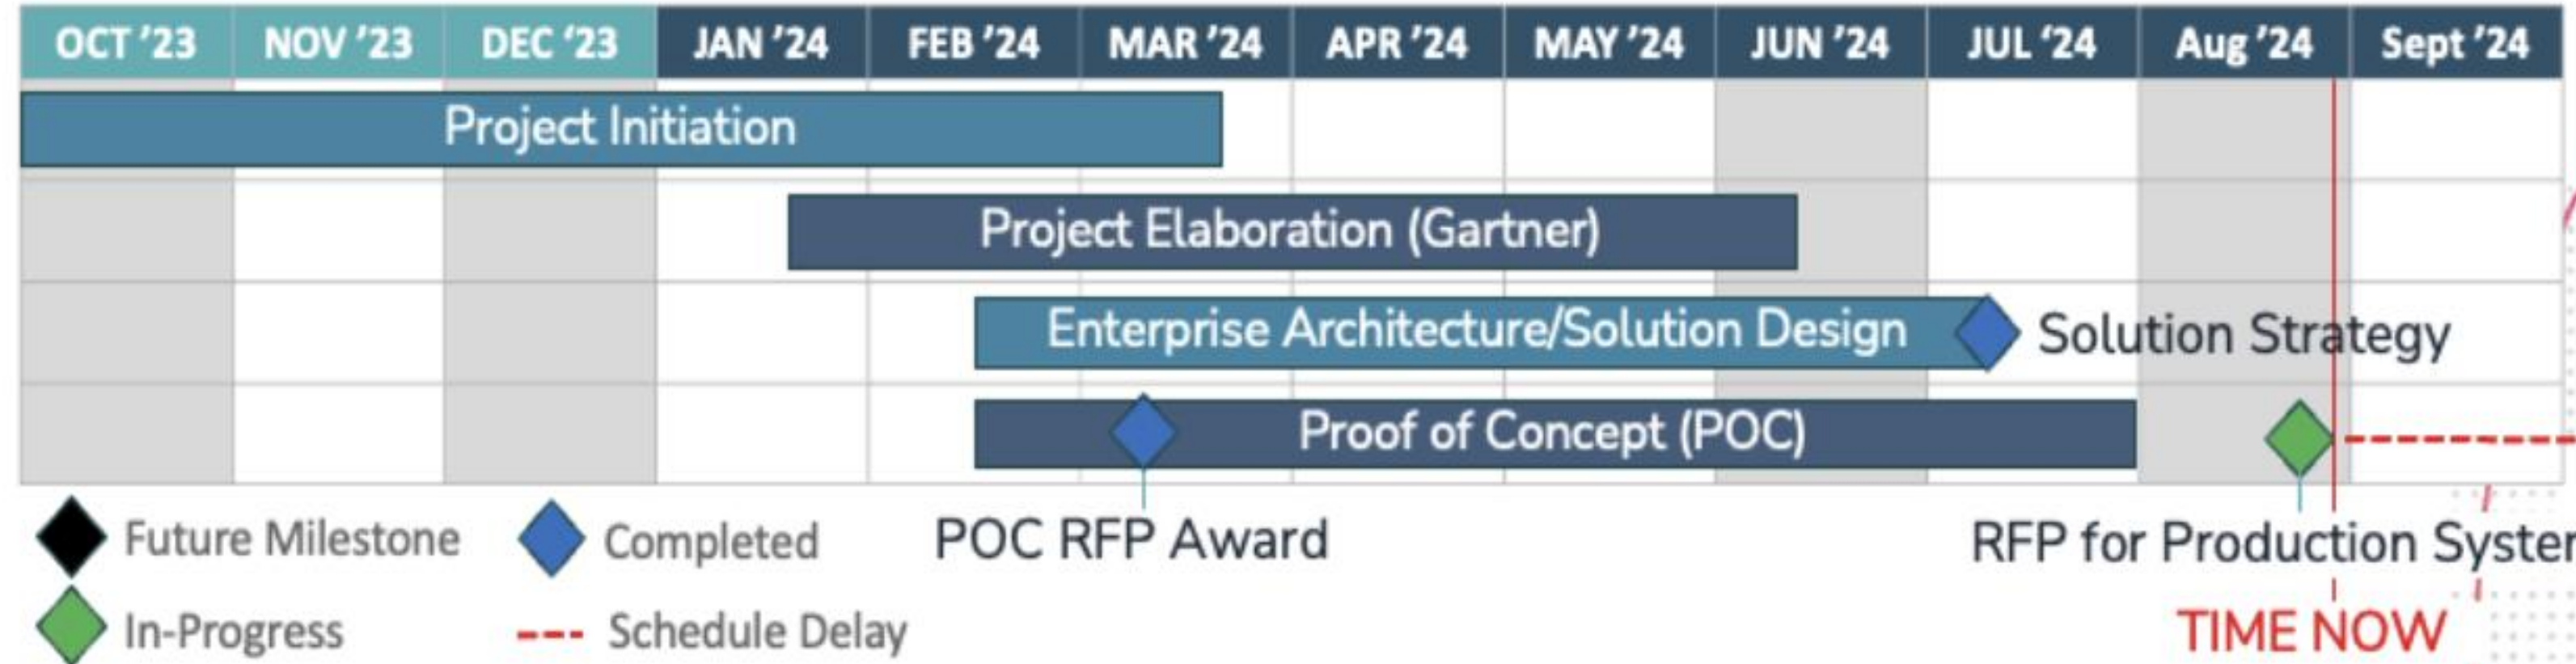 OCT ’23 NOV ’23 DEC ‘23 JAN ’24 FEB ’24 MAR ’24 APR ’24 MAY ’24 JUN ’24 JUL ‘24 Aug ’24 Sept ’24
Project Initiation
Project Elaboration (Gartner)
Enterprise Architecture/Solution Design Solution Strategy
Proof of Concept (POC)
Future Milestone Completed POC RFP Award RFP for Production Syste
In-Progress Schedule Delay TIME NOW